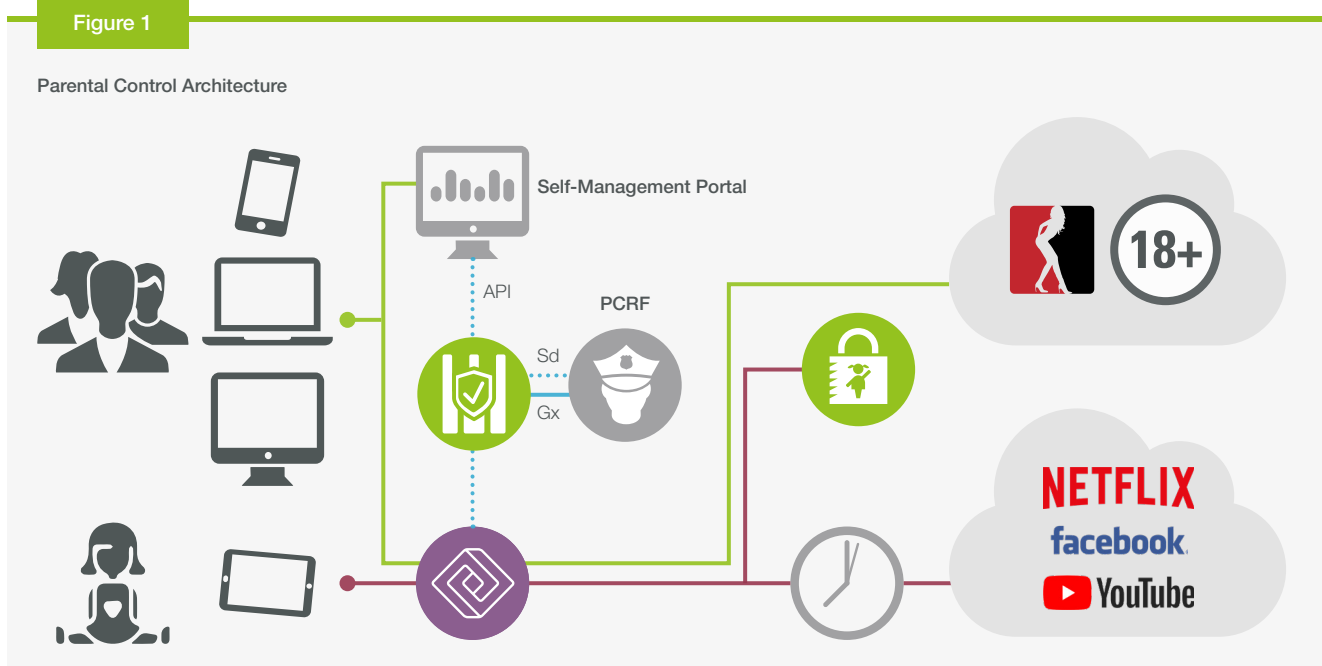 Figure 1
Parental Control Architecture
Self-Management Portal
18+
API
PCRF
Sd
Gx
NETFLIX
facebook.
YouTube